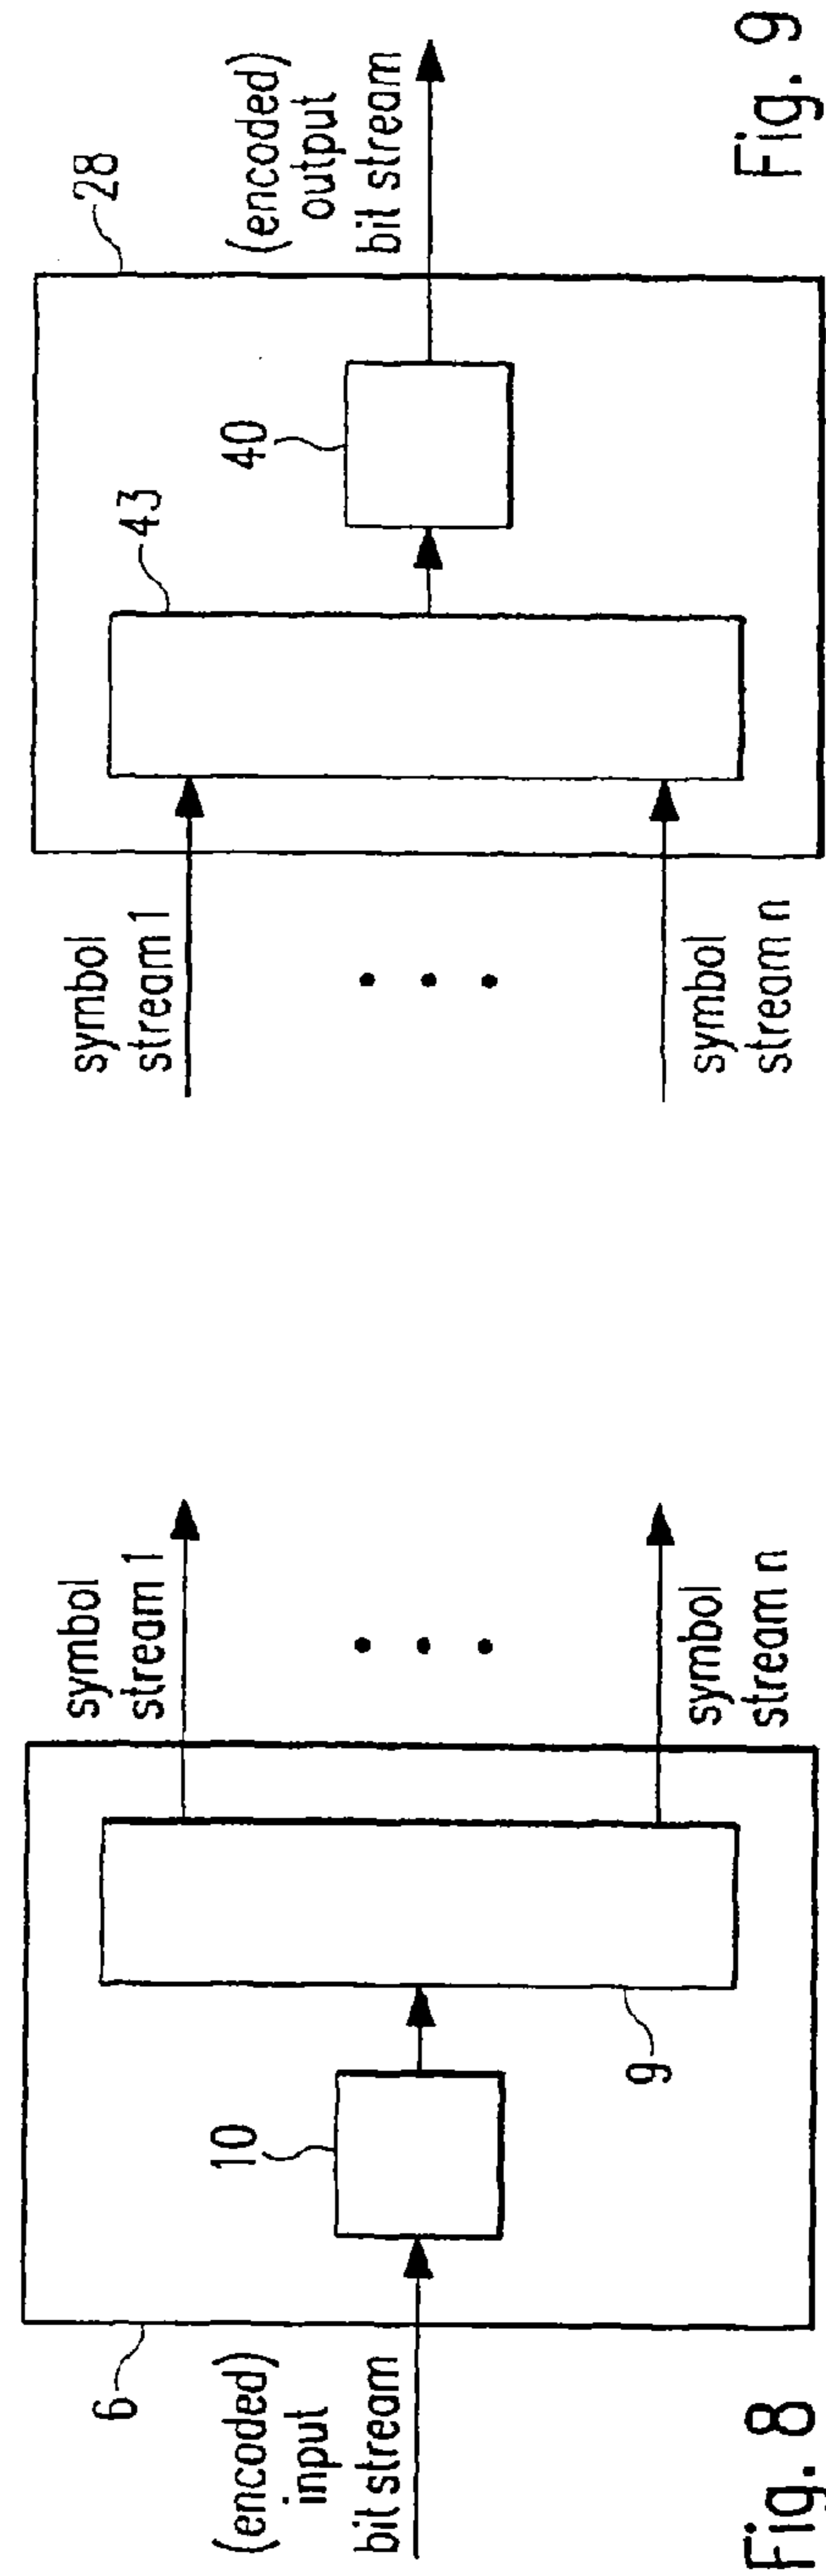 6
(encoded)
input
bit stream
10
9
symbol
stream 1
symbol
stream n
Fig. 8
symbol
stream 1
symbol
stream n
43
40
28
(encoded)
output
bit stream
Fig. 9